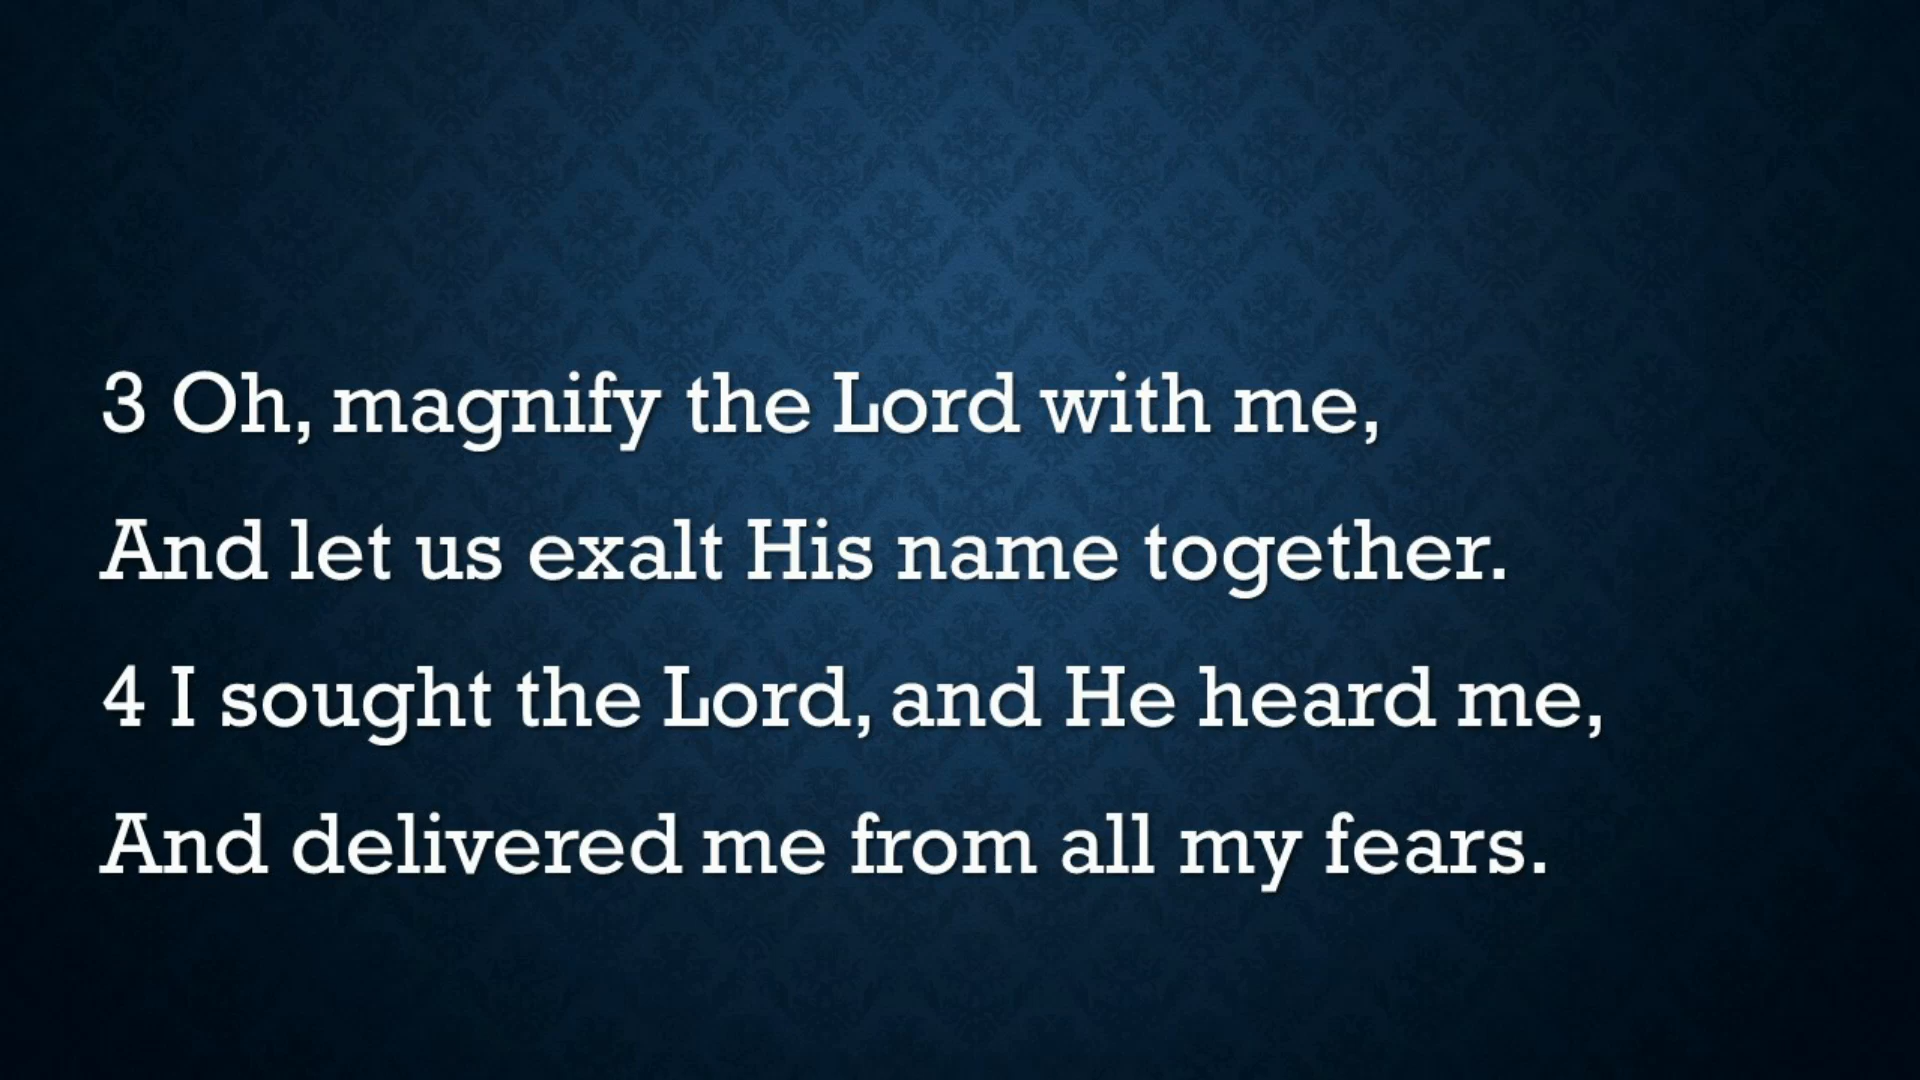 3 Oh, magnify the Lord with me,
And let us exalt His name together.
4 I sought the Lord, and He heard me,
And delivered me from all my fears.